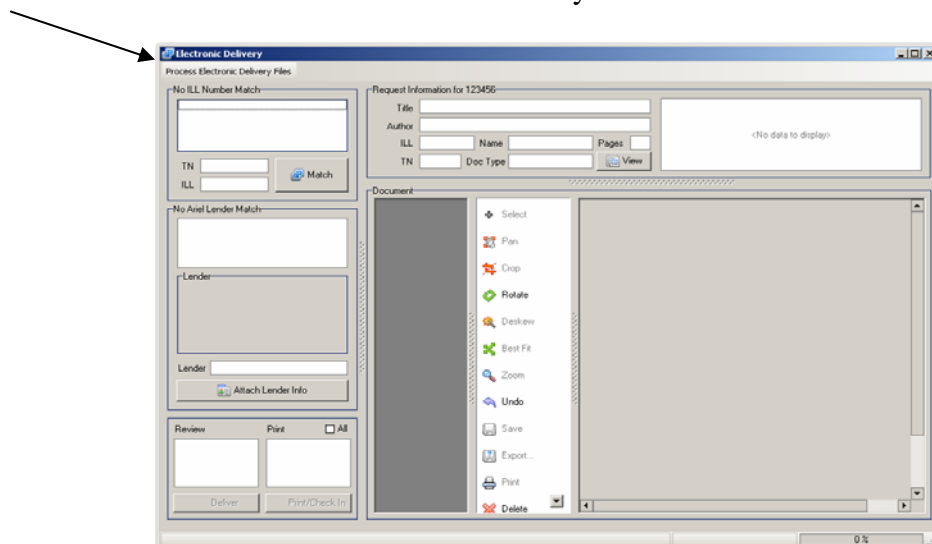 Electronic Delivery
Process Electronic Delivery Files
No ILL Number Match
TN
ILL
Match
No Ariel Lender Match
Lender
Lender
Attach Lender Info
Review
Print
All
Deliver
Print/Check In
Request Information for 123456
Title
Author
ILL
Name
Pages
TN
Doc Type
View
<No data to display>
Document
Select
Pan
Crop
Rotate
Deskew
Best Fit
Zoom
Undo
Save
Export...
Print
Delete
0 %